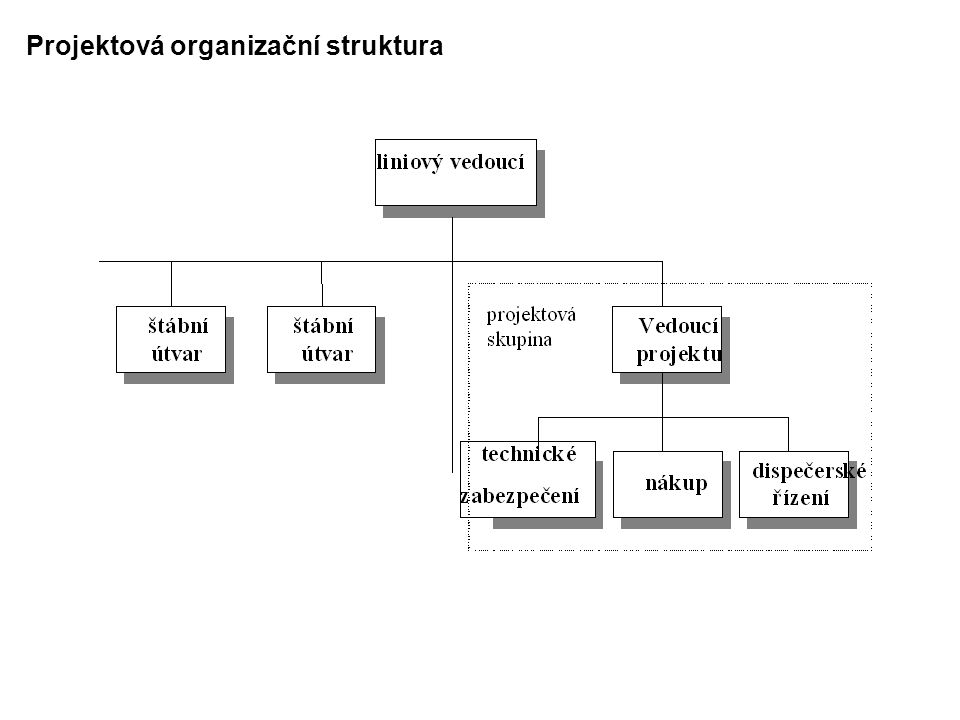 Projektová organizační struktura
liniový vedoucí
štábní
útvar
štábní
útvar
projektová
skupina
Vedoucí
projektu
technické
zabezpečení
nákup
dispečerské
řízení